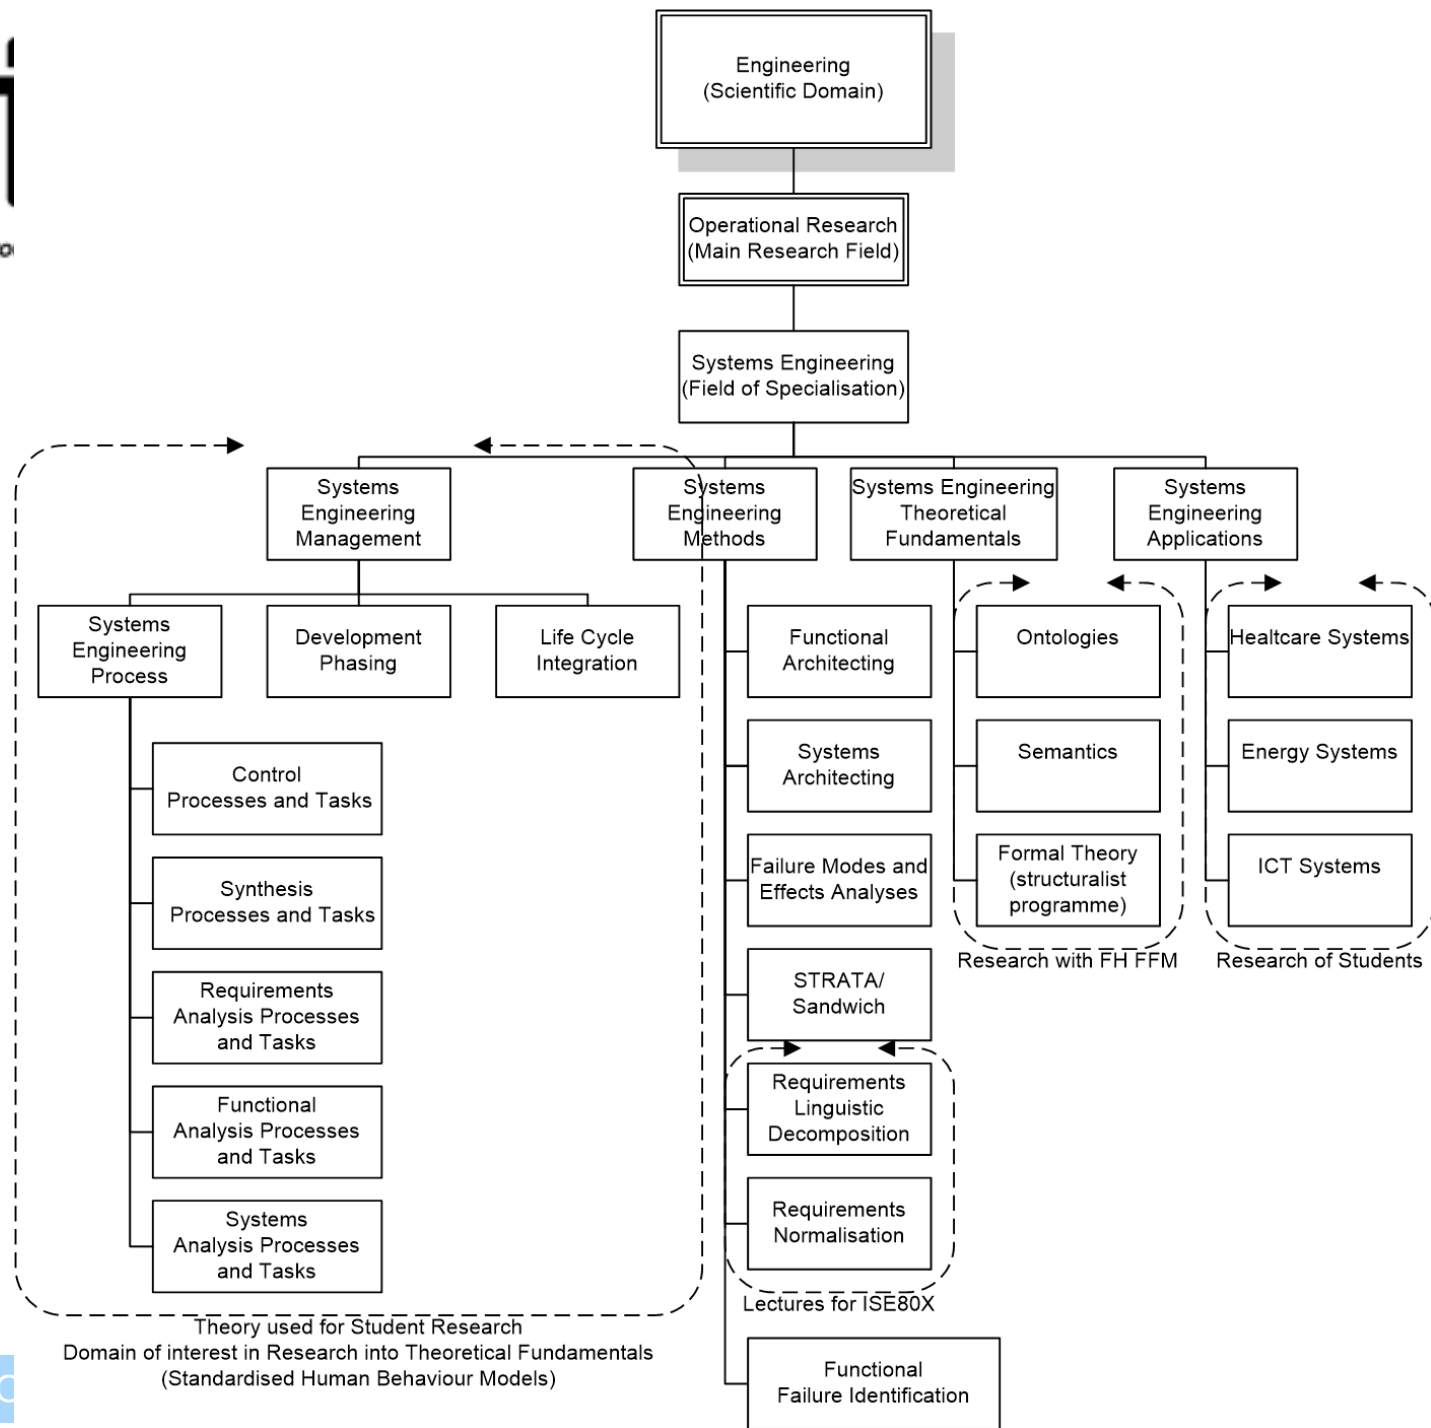 Engineering
(Scientific Domain)
Operational Research
(Main Research Field)
Systems Engineering
(Field of Specialisation)
Systems
Engineering
Management
Systems
Engineering
Methods
Systems Engineering
Theoretical
Fundamentals
Systems
Engineering
Applications
Systems
Engineering
Process
Development
Phasing
Life Cycle
Integration
Functional
Architecting
Ontologies
Healtcare Systems
Control
Processes and Tasks
Systems
Architecting
Semantics
Energy Systems
Synthesis
Processes and Tasks
Failure Modes and
Effects Analyses
Formal Theory
(structuralist
programme)
ICT Systems
Research with FH FFM
Research of Students
Requirements
Analysis Processes
and Tasks
STRATA/
Sandwich
Functional
Analysis Processes
and Tasks
Requirements
Linguistic
Decomposition
Systems
Analysis Processes
and Tasks
Requirements
Normalisation
Lectures for ISE80X
Theory used for Student Research
Domain of interest in Research into Theoretical Fundamentals
(Standardised Human Behaviour Models)
Functional
Failure Identification